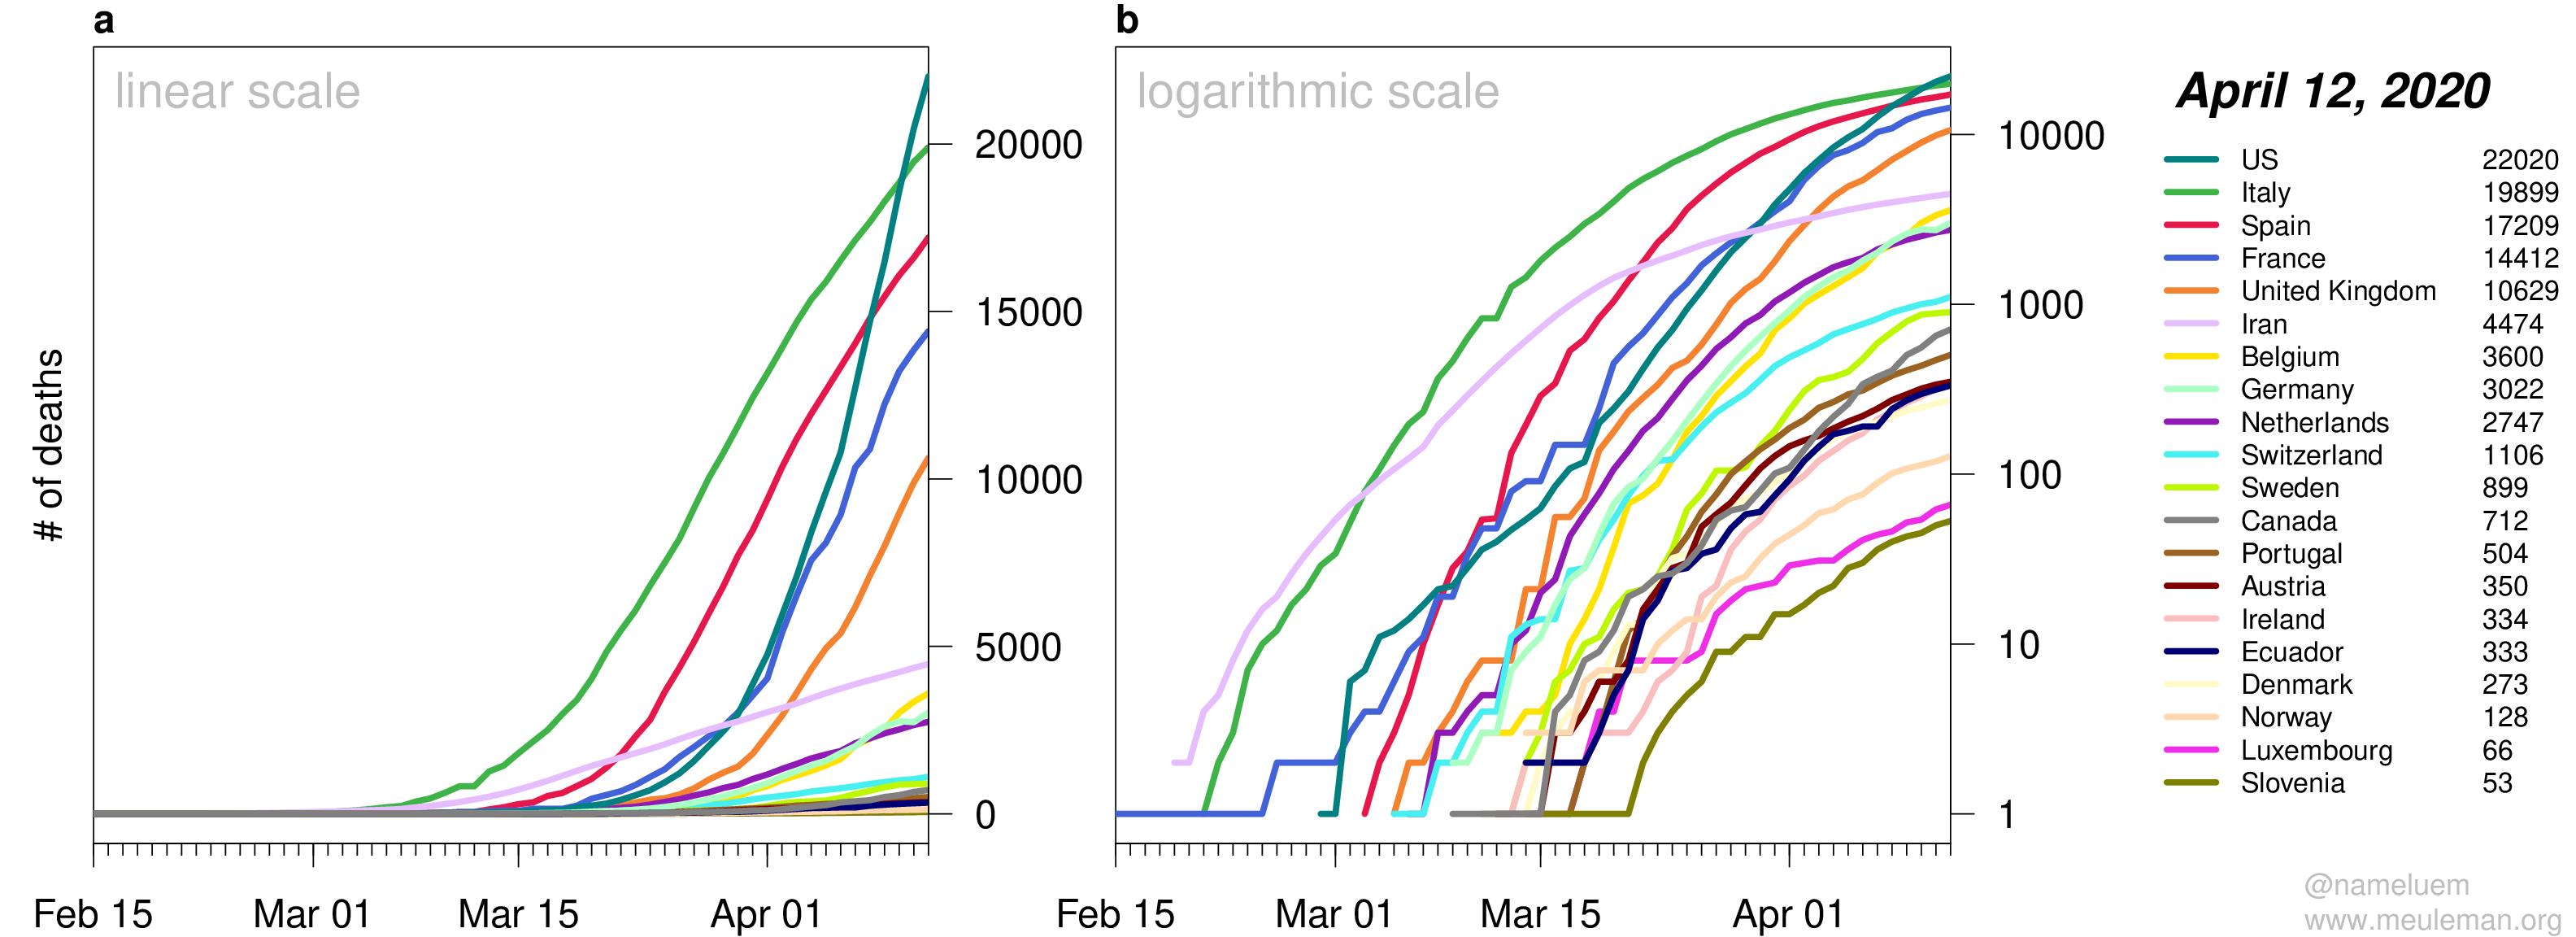 a
linear scale
# of deaths
20000
15000
10000
5000
0
Feb 15 Mar 01 Mar 15 Apr 01
b
logarithmic scale
10000
1000
100
10
1
Feb 15 Mar 01 Mar 15 Apr 01
April 12, 2020
US 22020
Italy 19899
Spain 17209
France 14412
United Kingdom 10629
Iran 4474
Belgium 3600
Germany 3022
Netherlands 2747
Switzerland 1106
Sweden 899
Canada 712
Portugal 504
Austria 350
Ireland 334
Ecuador 333
Denmark 273
Norway 128
Luxembourg 66
Slovenia 53
@nameluem
www.meuleman.org